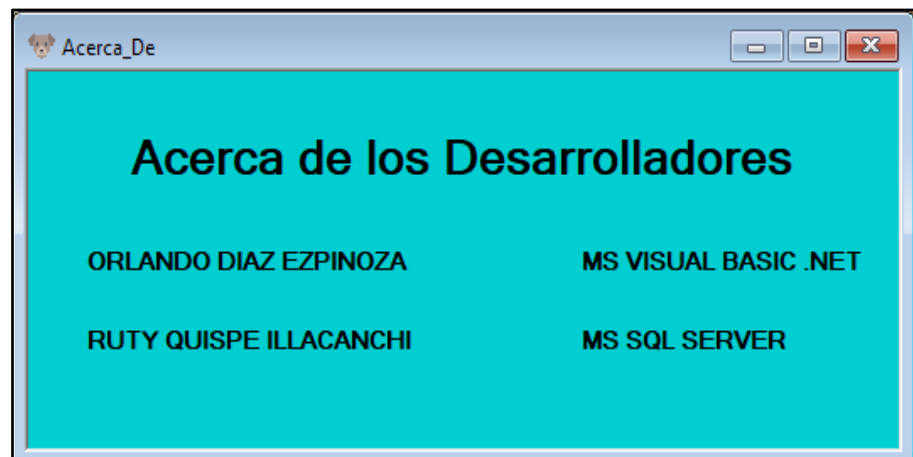 Acerca_De
Acerca de los Desarrolladores
ORLANDO DIAZ EZPINOZA MS VISUAL BASIC .NET
RUTY QUISPE ILLACANCHI MS SQL SERVER